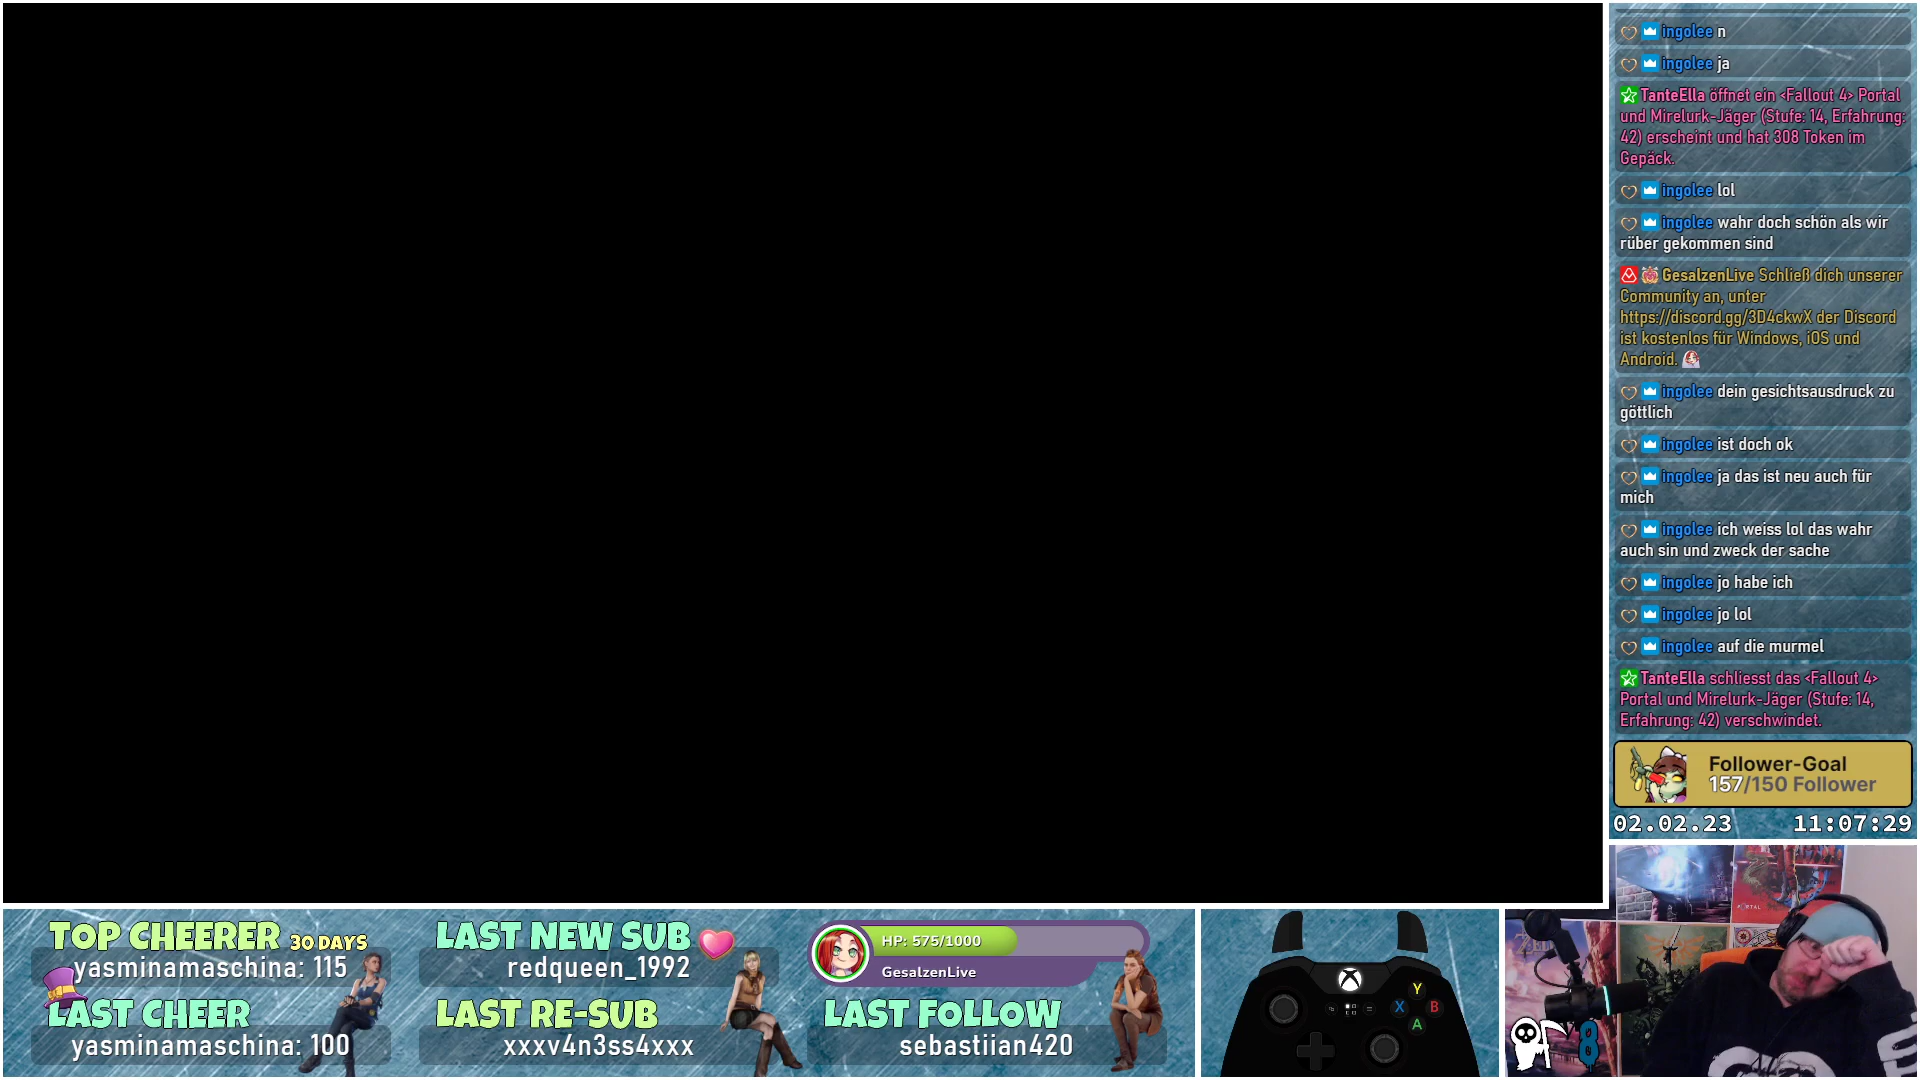 ingolee n
ingolee ja
TanteElla öffnet ein <Fallout 4> Portal
und Mirelurk-Jäger (Stufe: 14, Erfahrung:
42) erscheint und hat 308 Token im
Gepäck.
ingolee lol
ingolee wahr doch schön als wir
rüber gekommen sind
GesalzenLive Schließ dich unserer
Community an, unter
https://discord.gg/3D4ckwX der Discord
ist kostenlos für Windows, iOS und
Android.
ingolee dein gesichtsausdruck zu
göttlich
ingolee ist doch ok
ingolee ja das ist neu auch für
mich
ingolee ich weiss lol das wahr
auch sin und zweck der sache
ingolee jo habe ich
ingolee jo lol
ingolee auf die murmel
TanteElla schliesst das <Fallout 4>
Portal und Mirelurk-Jäger (Stufe: 14,
Erfahrung: 42) verschwindet.
Follower-Goal
157/150 Follower
02.02.23 11:07:29
TOP CHEERER 30 DAYS
yasminamaschina: 115
LAST CHEER
yasminamaschina: 100
LAST NEW SUB
redqueen_1992
LAST RE-SUB
xxxv4n3ss4xxx
HP: 575/1000
GesalzenLive
LAST FOLLOW
sebastiian420
Y
X B
A
PORTAL
8